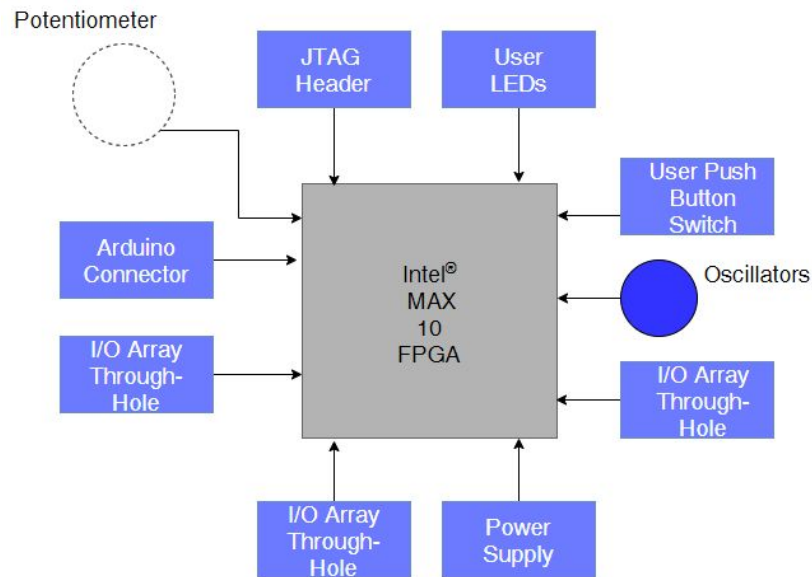 Potentiometer
JTAG
Header
User
LEDs
User Push
Button
Switch
Arduino
Connector
Intel®
MAX
10
FPGA
Oscillators
I/O Array
Through-
Hole
I/O Array
Through-
Hole
I/O Array
Through-
Hole
Power
Supply